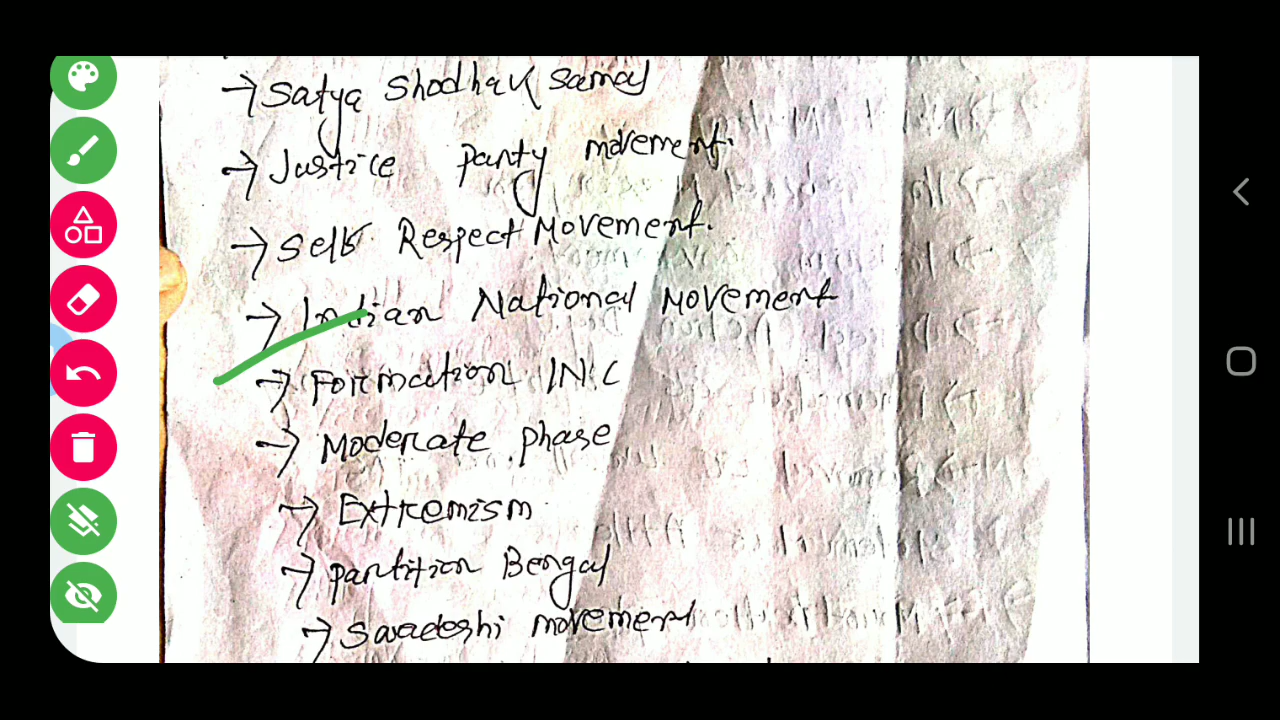 → Satya Shodhak Samaj
→ Justice Party movement.
→ Self Respect Movement.
→ Indian National Movement
→ Formation IN.C
→ Moderate phase
→ Extremism
→ partition Bengal
→ Swadeshi movement